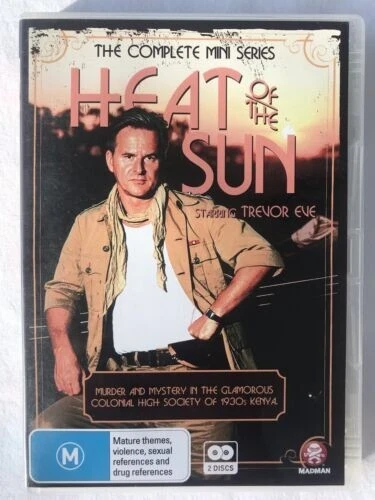 THE COMPLETE MINI SERIES
HEAT OF THE
SUN
STARRING TREVOR EVE
MURDER AND MYSTERY IN THE GLAMOROUS
COLONIAL HIGH SOCIETY OF 1930s KENYA.
M
Mature themes,
violence, sexual
references and
drug references
2 DISCS
MADMAN